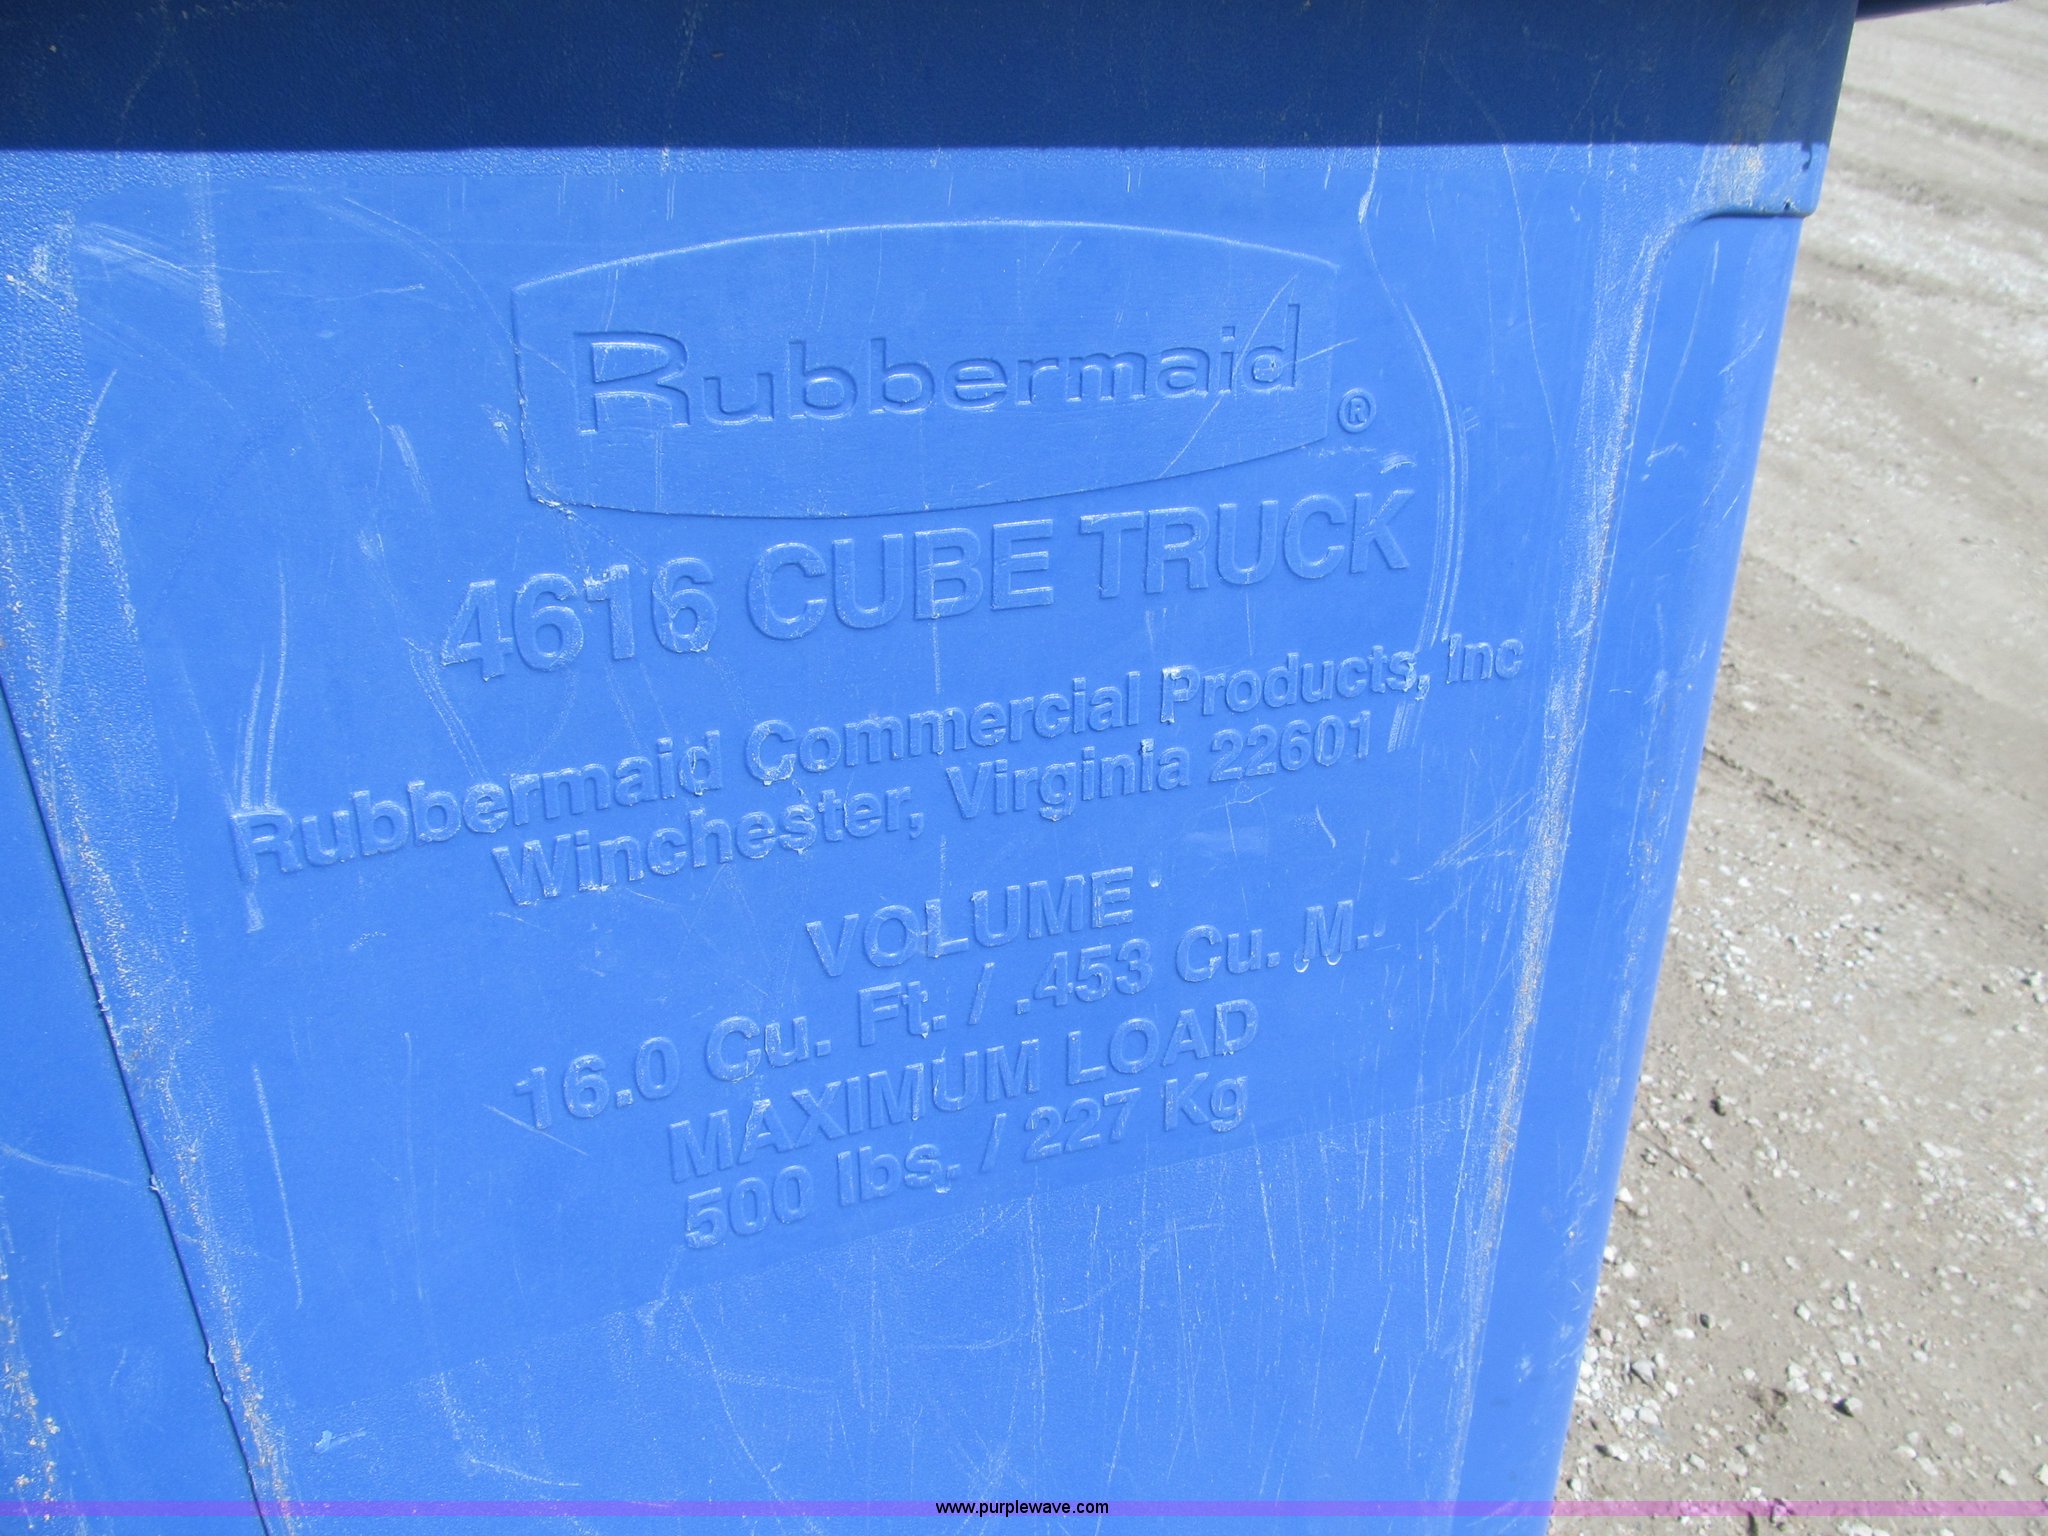 Rubbermaid®
4616 CUBE TRUCK
Rubbermaid Commercial Products, Inc
Winchester, Virginia 22601
VOLUME
16.0 Cu. Ft. / .453 Cu. M.
MAXIMUM LOAD
500 lbs. / 227 Kg
www.purplewave.com